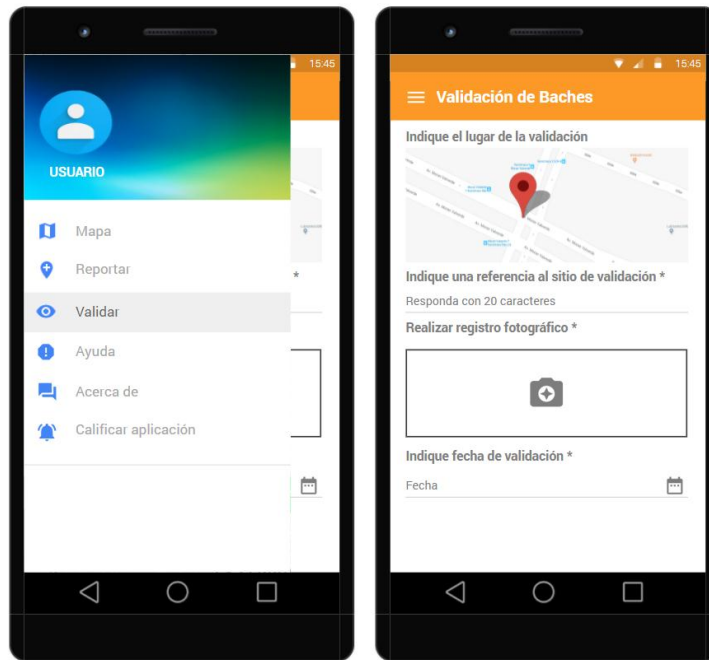 15:45
USUARIO
Mapa
Reportar
*
Validar
Ayuda
Acerca de
Calificar aplicación
15:45
Validación de Baches
Indique el lugar de la validación
Indique una referencia al sitio de validación *
Responda con 20 caracteres
Realizar registro fotográfico *
Indique fecha de validación *
Fecha